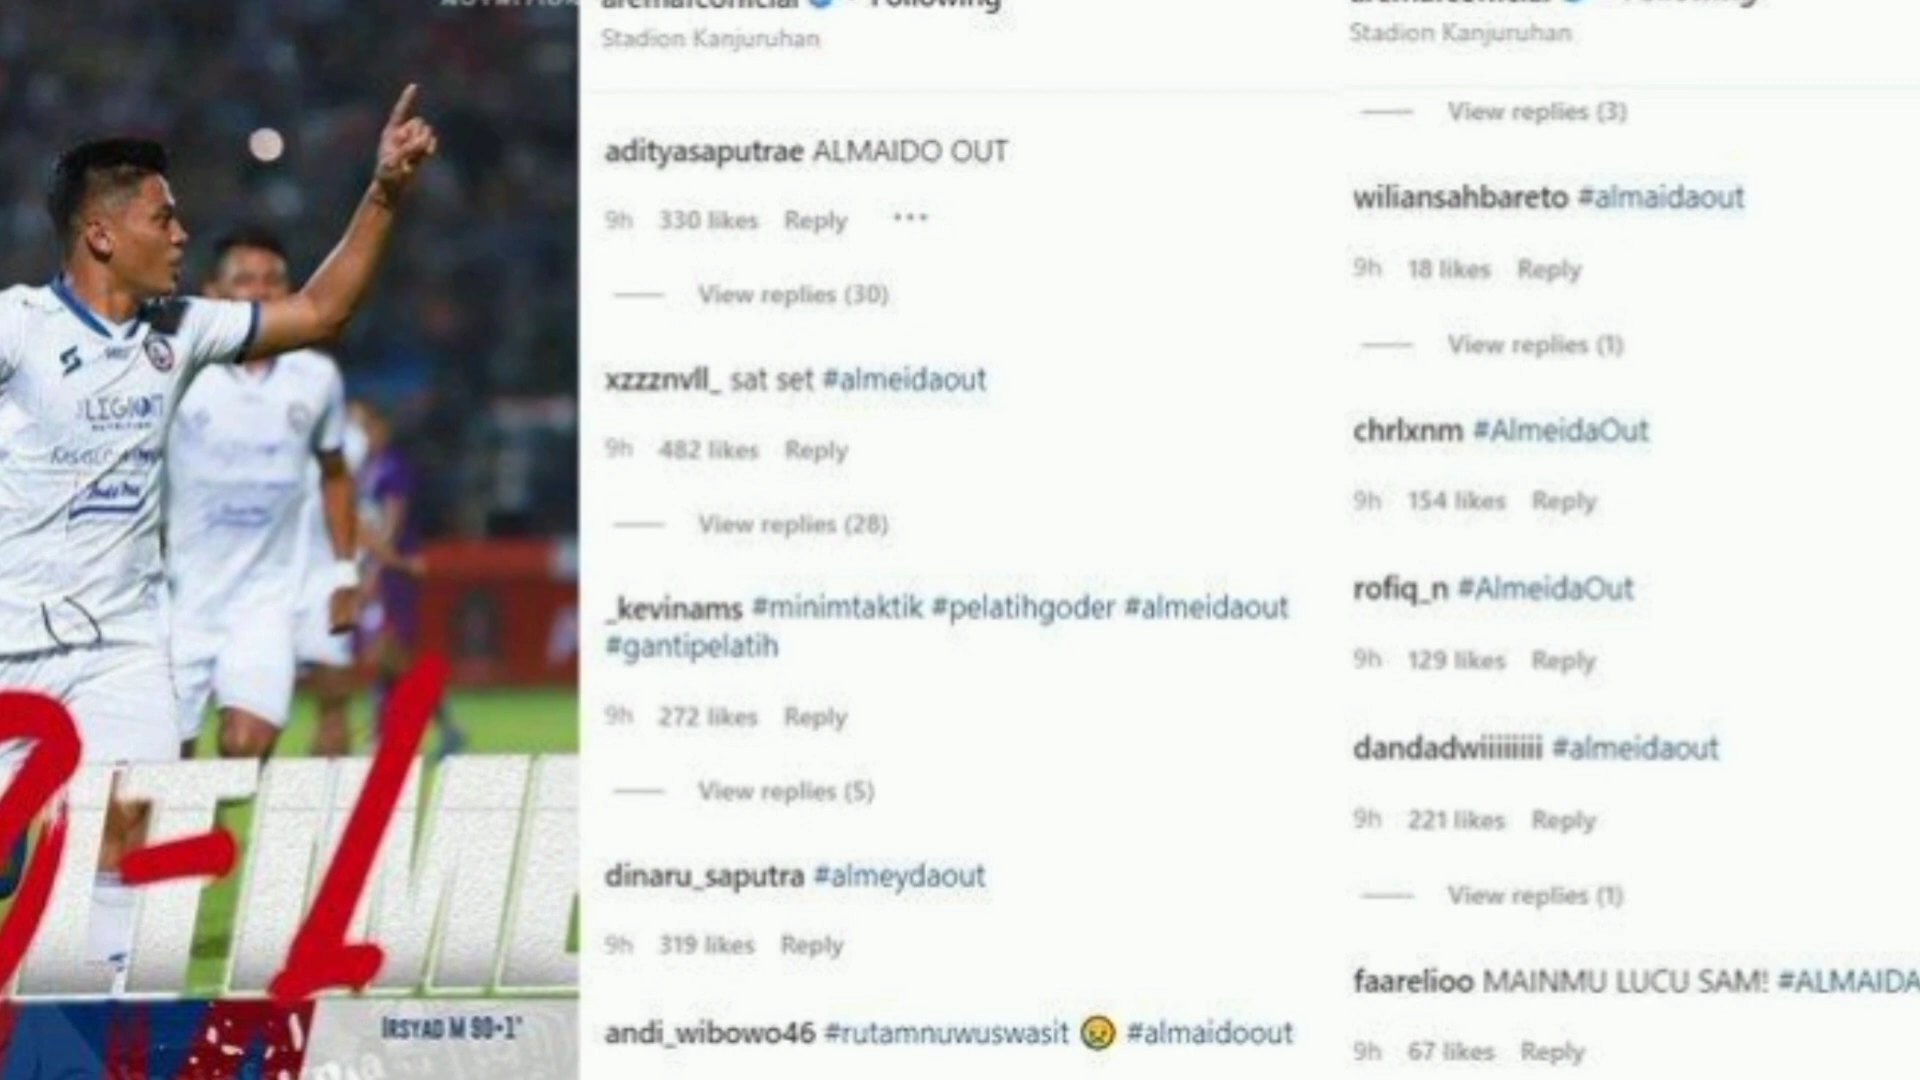 LEGION
IRSYAD M 90+1'
Following
Stadion Kanjuruhan
adityasaputrae ALMAIDO OUT
9h 330 likes Reply ...
View replies (30)
xzzznvll_ sat set #almeidaout
9h 482 likes Reply
View replies (28)
_kevinams #minimtaktik #pelatihgoder #almeidaout
#gantipelatih
9h 272 likes Reply
View replies (5)
dinaru_saputra #almeydaout
9h 319 likes Reply
andi_wibowo46 #rutamnuwuswasit 😢 #almaidoout
Stadion Kanjuruhan
View replies (3)
wiliansahbareto #almaidaout
9h 18 likes Reply
View replies (1)
chrlxnm #AlmeidaOut
9h 154 likes Reply
rofiq_n #AlmeidaOut
9h 129 likes Reply
dandadwiiiiiiiii #almeidaout
9h 221 likes Reply
View replies (1)
faarelioo MAINMU LUCU SAM! #ALMAIDA
9h 67 likes Reply